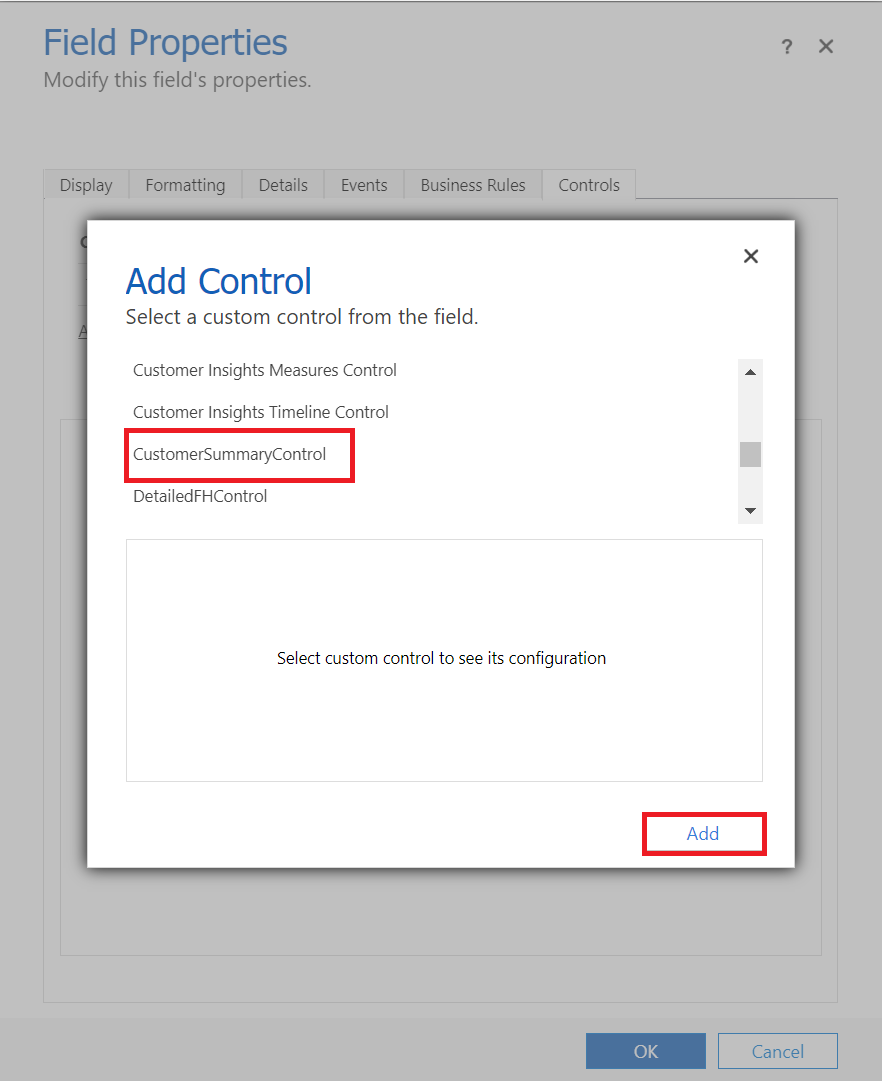 Field Properties
? ✕
Modify this field's properties.
Display Formatting Details Events Business Rules Controls
Add Control
Select a custom control from the field.
Customer Insights Measures Control
Customer Insights Timeline Control
CustomerSummaryControl
DetailedFHControl
Select custom control to see its configuration
Add
OK Cancel